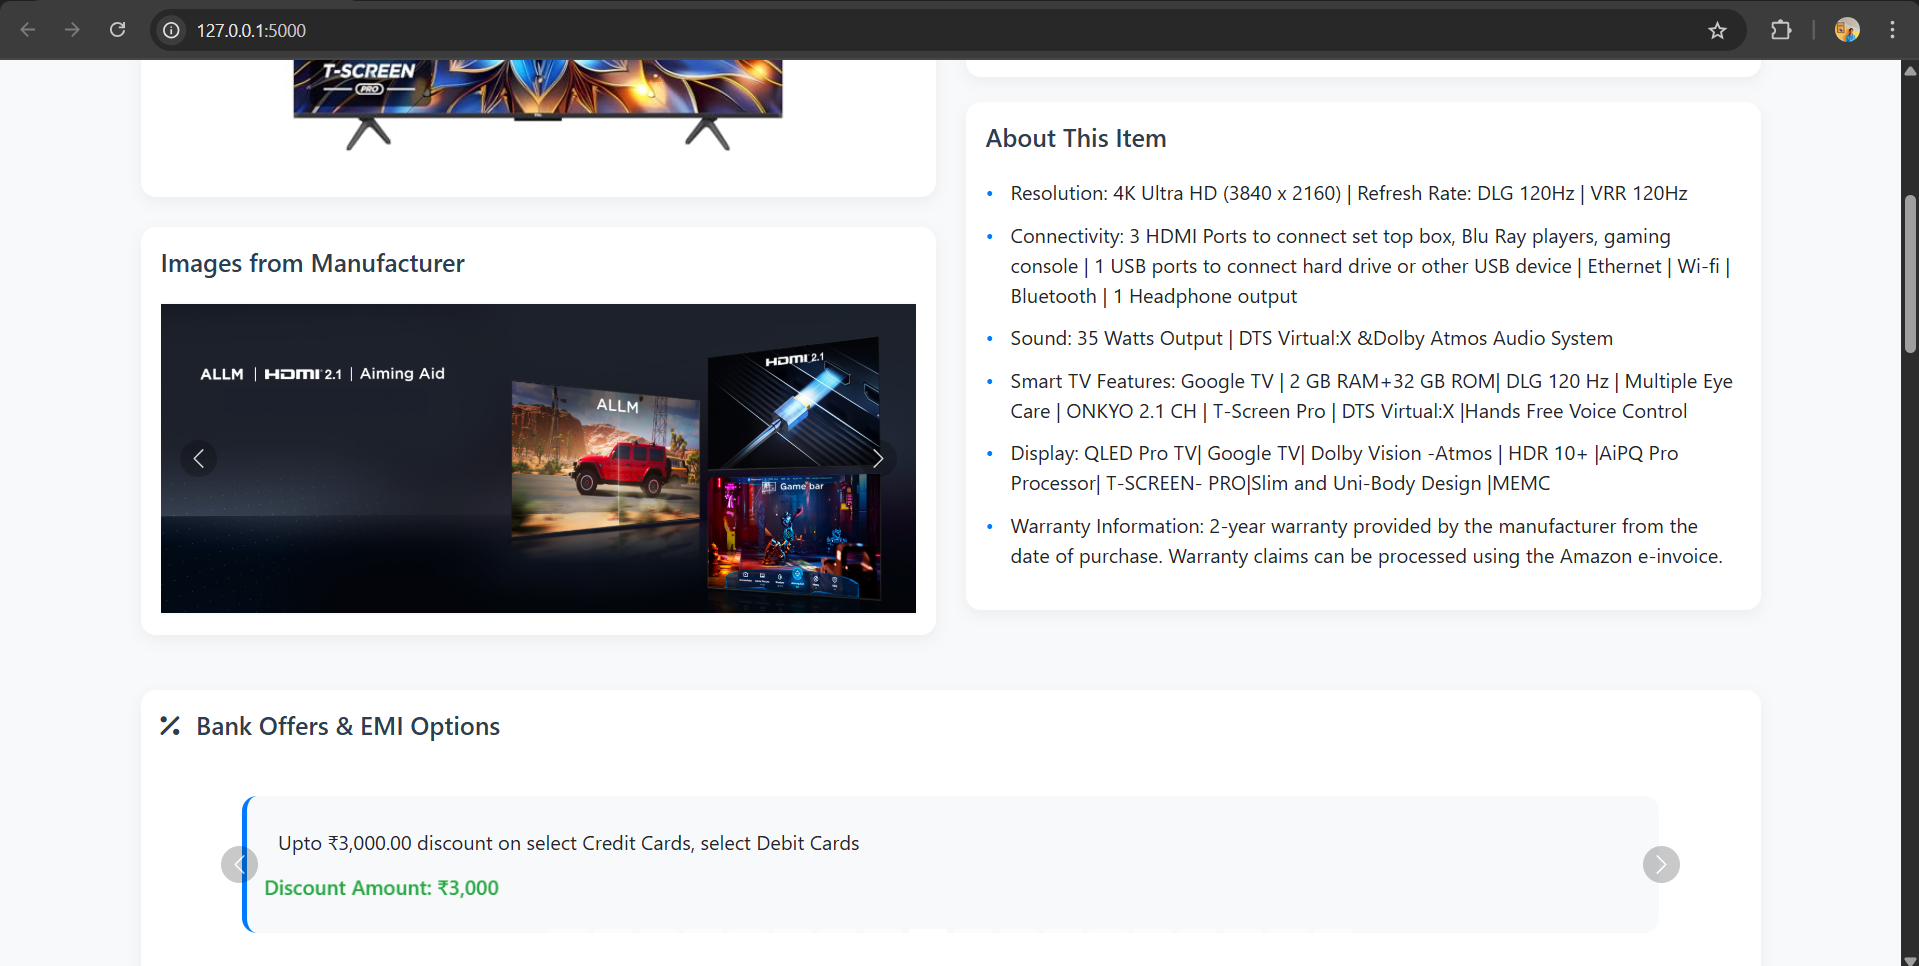 127.0.0.1:5000
T-SCREEN
PRO
Images from Manufacturer
ALLM | HDMI 2.1 | Aiming Aid
ALLM
HDMI 2.1
Game bar
About This Item
Resolution: 4K Ultra HD (3840 x 2160) | Refresh Rate: DLG 120Hz | VRR 120Hz
Connectivity: 3 HDMI Ports to connect set top box, Blu Ray players, gaming
console | 1 USB ports to connect hard drive or other USB device | Ethernet | Wi-fi |
Bluetooth | 1 Headphone output
Sound: 35 Watts Output | DTS Virtual:X &Dolby Atmos Audio System
Smart TV Features: Google TV | 2 GB RAM+32 GB ROM| DLG 120 Hz | Multiple Eye
Care | ONKYO 2.1 CH | T-Screen Pro | DTS Virtual:X |Hands Free Voice Control
Display: QLED Pro TV| Google TV| Dolby Vision -Atmos | HDR 10+ |AiPQ Pro
Processor| T-SCREEN- PRO|Slim and Uni-Body Design |MEMC
Warranty Information: 2-year warranty provided by the manufacturer from the
date of purchase. Warranty claims can be processed using the Amazon e-invoice.
Bank Offers & EMI Options
Upto ₹3,000.00 discount on select Credit Cards, select Debit Cards
Discount Amount: ₹3,000